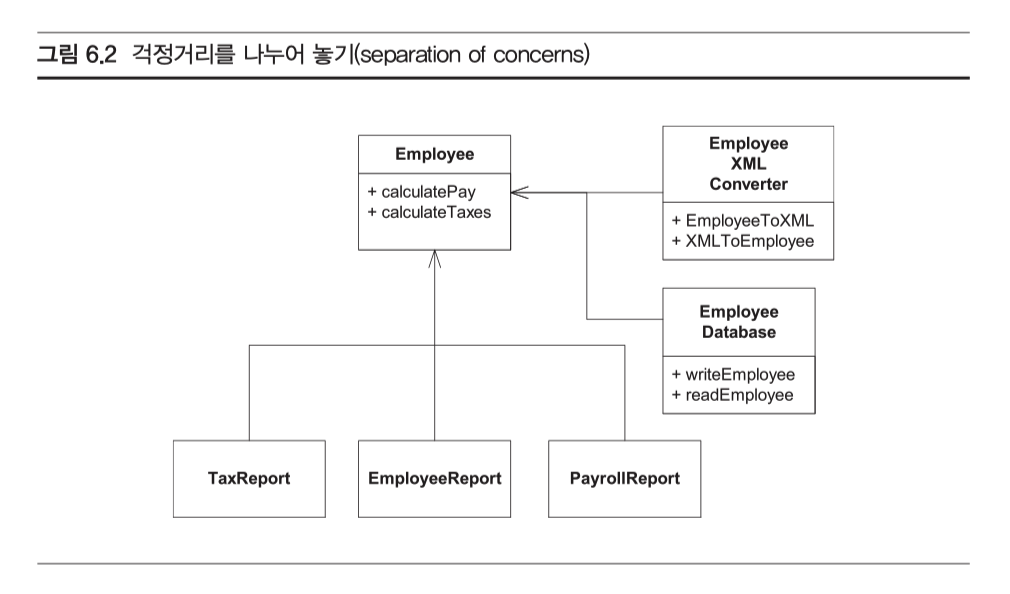 그림 6.2 걱정거리를 나누어 놓기(separation of concerns)
Employee
+ calculatePay
+ calculateTaxes
Employee
XML
Converter
+ EmployeeToXML
+ XMLToEmployee
Employee
Database
+ writeEmployee
+ readEmployee
TaxReport
EmployeeReport
PayrollReport